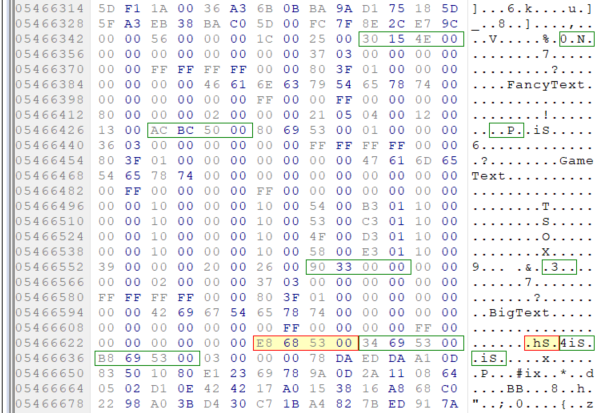 05466314 5D F1 1A 00 36 A3 6B 0B BA 9A D1 75 18 5D ]...6.k....u.]
05466328 5F A3 EB 38 BA C0 5D 00 FC 7F 8E 2C E7 9C _..8..]....,..
05466342 00 00 56 00 00 00 1C 00 25 00 30 15 4E 00 ..V.....%.0.N.
05466356 00 00 00 00 00 00 00 00 37 03 00 00 00 00 ........7.....
05466370 00 00 FF FF FF FF 00 00 80 3F 01 00 00 00 .........?....
05466384 00 00 00 46 61 6E 63 79 54 65 78 74 00 00 ...FancyText..
05466398 00 00 00 00 00 00 FF 00 00 FF 00 00 00 00 ..............
05466412 80 00 00 00 02 00 00 00 21 05 04 00 12 00 ........!.....
05466426 13 00 AC BC 50 00 80 69 53 00 01 00 00 00 ....P..iS.....
05466440 36 03 00 00 00 00 00 00 FF FF FF FF 00 00 6.............
05466454 80 3F 01 00 00 00 00 00 00 00 47 61 6D 65 .?........Game
05466468 54 65 78 74 00 00 00 00 00 00 00 00 00 00 Text..........
05466482 00 FF 00 00 00 00 FF 00 00 00 00 00 00 00 ..............
05466496 00 00 10 00 00 00 10 00 54 00 B3 01 10 00 ........T.....
05466510 00 00 10 00 00 00 10 00 53 00 C3 01 10 00 ........S.....
05466524 00 00 10 00 00 00 10 00 4F 00 D3 01 10 00 ........O.....
05466538 00 00 10 00 00 00 10 00 58 00 E3 01 10 00 ........X.....
05466552 39 00 00 00 20 00 26 00 90 33 00 00 00 00 9... .&..3....
05466566 00 00 02 00 00 00 37 03 00 00 00 00 00 00 ......7.......
05466580 FF FF FF FF 00 00 80 3F 01 00 00 00 00 00 .......?......
05466594 00 00 42 69 67 54 65 78 74 00 00 00 00 00 ..BigText.....
05466608 00 00 00 00 00 00 00 FF 00 00 00 00 FF 00 ..............
05466622 00 00 00 00 00 00 E8 68 53 00 34 69 53 00 .......hS.4iS.
05466636 B8 69 53 00 03 00 00 00 78 DA ED DA A1 0D .iS.....x.....
05466650 83 50 10 80 E1 23 69 78 9A 0D 2A 11 08 64 .P...#ix..*..d
05466664 05 02 D1 0E 42 42 17 A0 15 38 16 A8 68 C0 ....BB...8..h.
05466678 22 98 A0 3B D4 30 C7 1B A4 82 7B ED 91 7A "..;.0....{..z